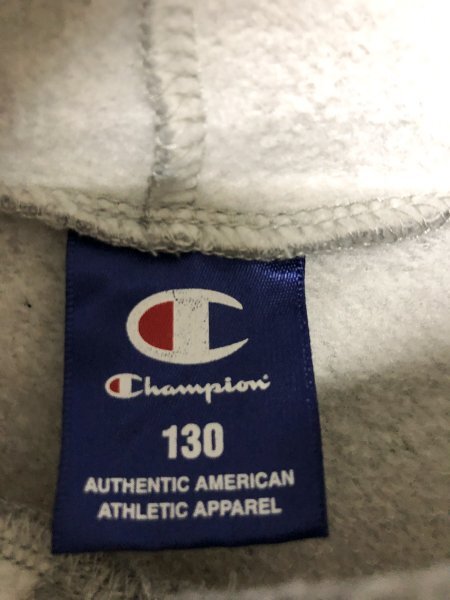 Champion
130
AUTHENTIC AMERICAN
ATHLETIC APPAREL